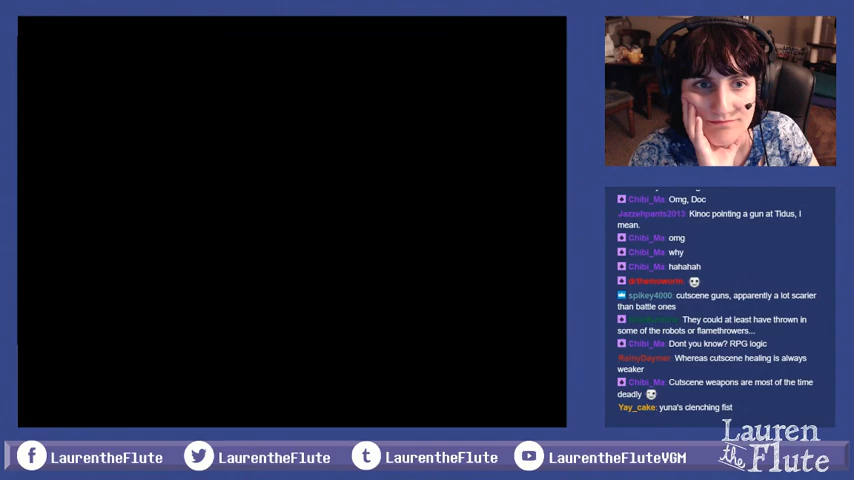 Chibi_Ma: Omg, Doc
Jazzehpants2013 Kinoc pointing a gun at Tidus, I
mean.
Chibi_Ma: omg
Chibi_Ma: why
Chibi_Ma: hahahah
spikey4000: cutscene guns, apparently a lot scarier
than battle ones
They could at least have thrown in
some of the robots or flamethrowers...
Chibi_Ma: Dont you know? RPG logic
RainyDaymer: Whereas cutscene healing is always
weaker
Chibi_Ma: Cutscene weapons are most of the time
deadly
Yay_cake: yuna's clenching fist
Lauren
the Flute
LaurentheFlute
LaurentheFlute
LaurentheFlute
LaurentheFluteVGM